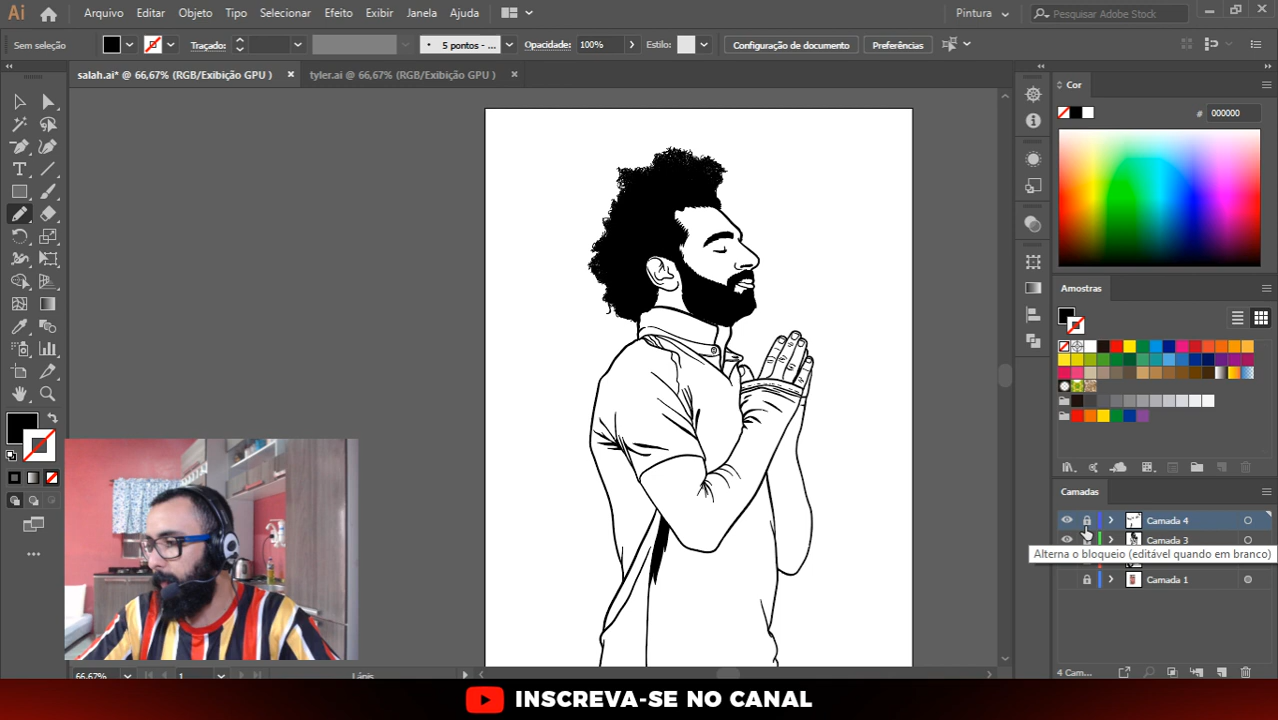 Ai Arquivo Editar Objeto Tipo Selecionar Efeito Exibir Janela Ajuda Pintura Pesquisar Adobe Stock
Sem seleção Traçado: 5 pontos - ... Opacidade: 100% Estilo: Configuração de documento Preferências
salah.ai* @ 66,67% (RGB/Exibição GPU ) × tyler.ai @ 66,67% (RGB/Exibição GPU ) ×
Cor
# 000000
Amostras
Camadas
Camada 4
Camada 3
Alterna o bloqueio (editável quando em branco)
Camada 1
66,67% 1 Lápis 4 Cam...
INSCREVA-SE NO CANAL